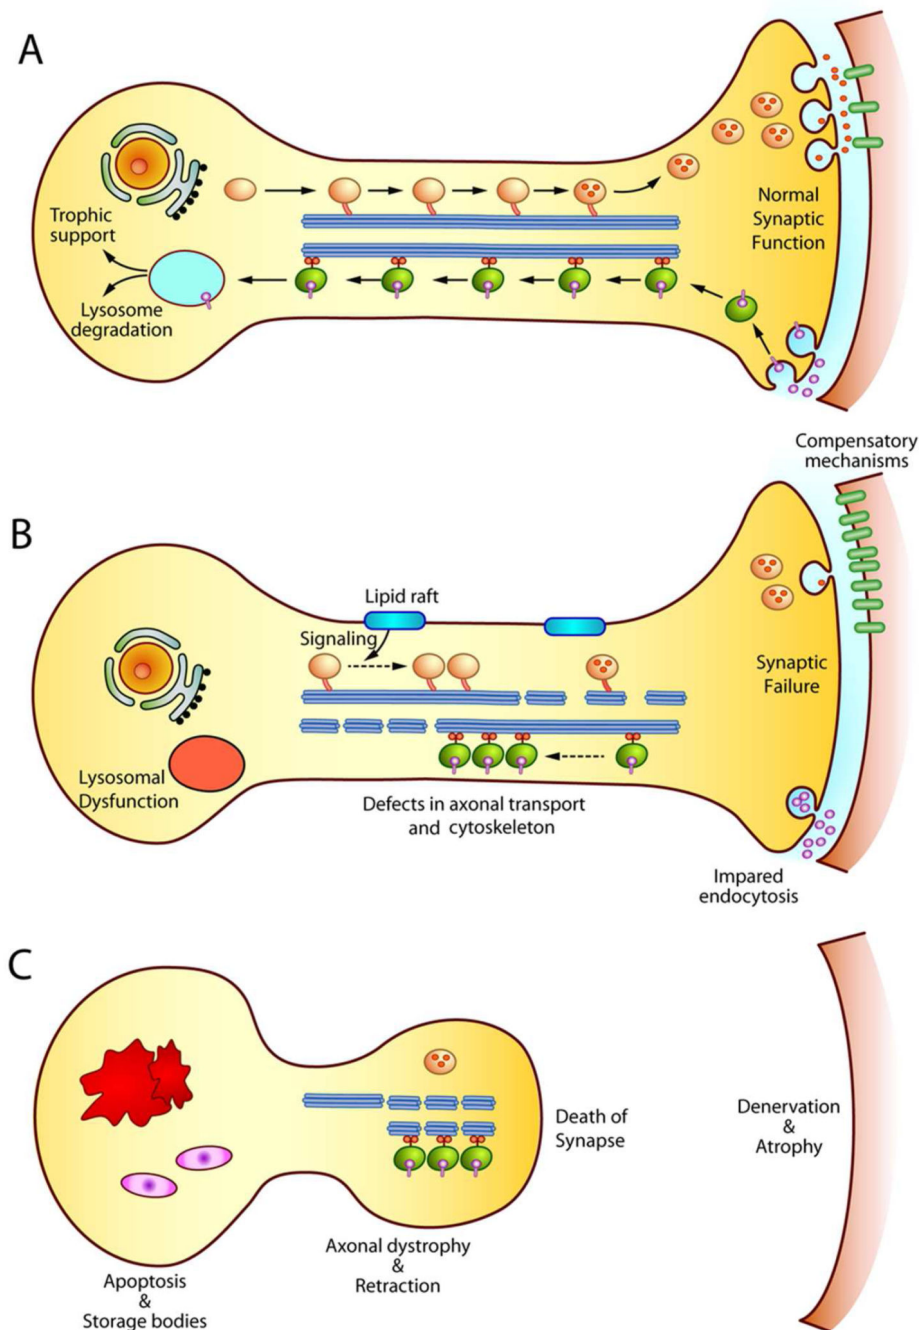 A
Trophic
support
Lysosome
degradation
Normal
Synaptic
Function
Compensatory
mechanisms
B
Lipid raft
Signaling
Synaptic
Failure
Lysosomal
Dysfunction
Defects in axonal transport
and cytoskeleton
Impared
endocytosis
C
Death of
Synapse
Denervation
&
Atrophy
Axonal dystrophy
&
Retraction
Apoptosis
&
Storage bodies